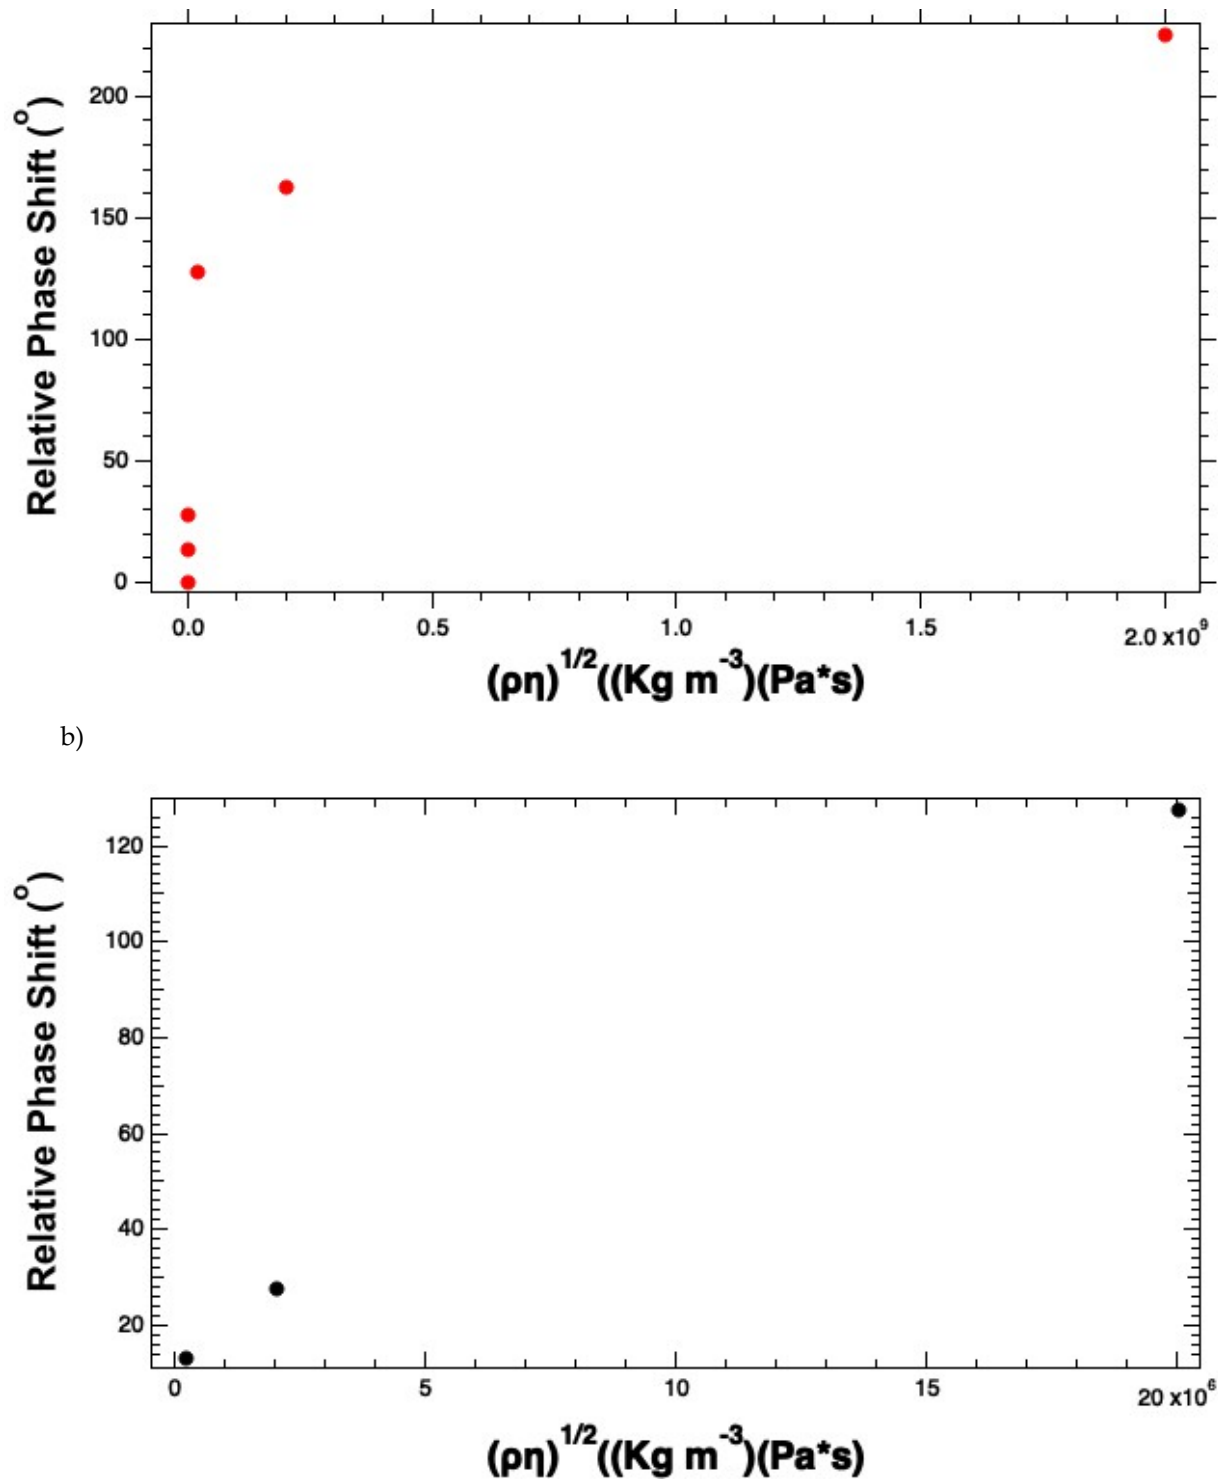 200
150
100
50
0
Relative Phase Shift (°)
0.0 0.5 1.0 1.5 2.0 x10⁹
(ρη)^1/2((Kg m^-3)(Pa*s)
b)
120
100
80
60
40
20
Relative Phase Shift (°)
0 5 10 15 20 x10⁶
(ρη)^1/2((Kg m^-3)(Pa*s)